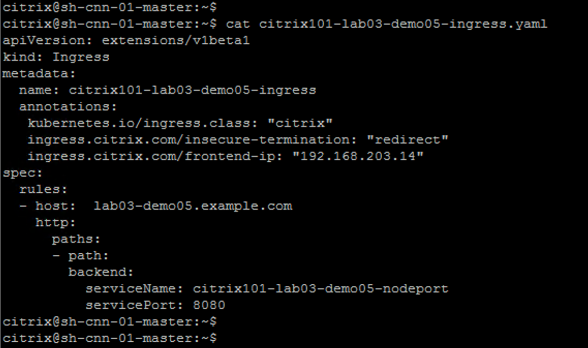 citrix@sh-cnn-01-master:~$
citrix@sh-cnn-01-master:~$ cat citrix101-lab03-demo05-ingress.yaml
apiVersion: extensions/v1beta1
kind: Ingress
metadata:
  name: citrix101-lab03-demo05-ingress
  annotations:
   kubernetes.io/ingress.class: "citrix"
   ingress.citrix.com/insecure-termination: "redirect"
   ingress.citrix.com/frontend-ip: "192.168.203.14"
spec:
  rules:
  - host:  lab03-demo05.example.com
    http:
      paths:
      - path:
        backend:
          serviceName: citrix101-lab03-demo05-nodeport
          servicePort: 8080
citrix@sh-cnn-01-master:~$
citrix@sh-cnn-01-master:~$